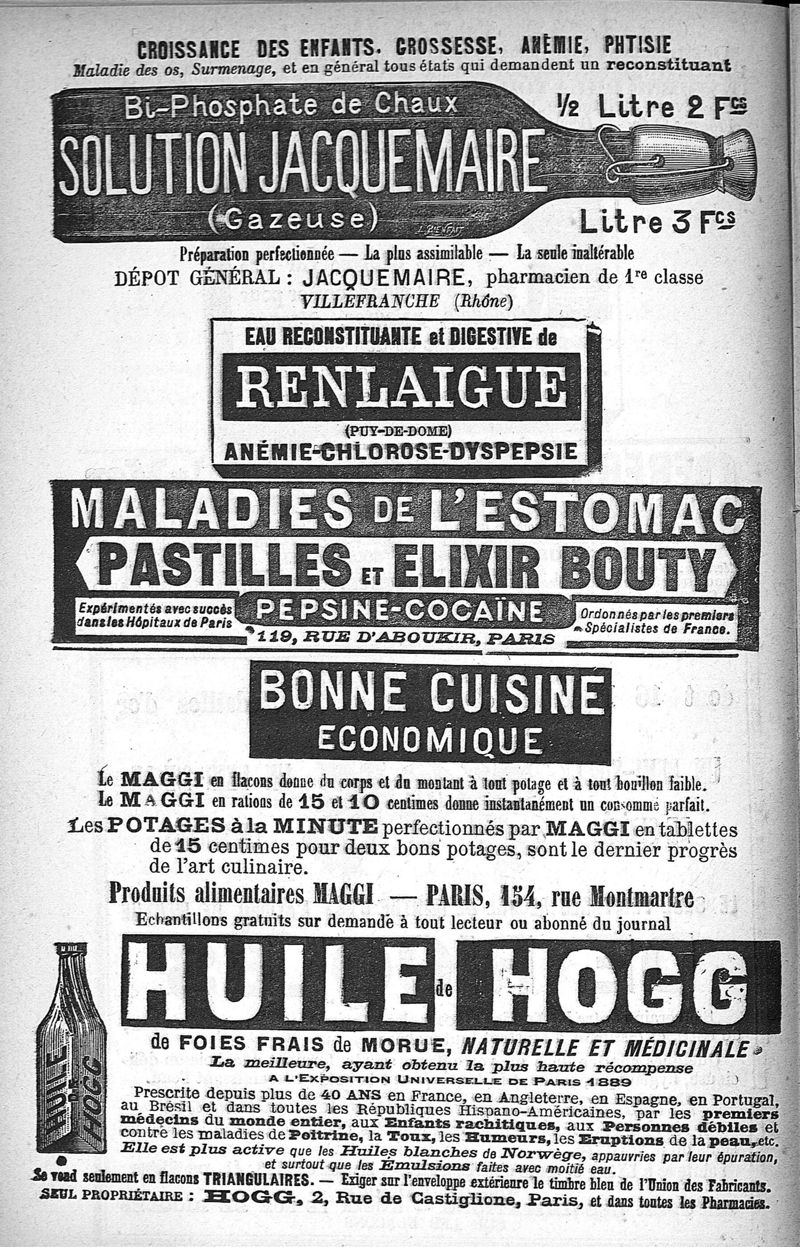 CROISSANCE DES ENFANTS. GROSSESSE, ANÈMIE, PHTISIE
Maladie des os, Surmenage, et en général tous états qui demandent un reconstituant
Bi-Phosphate de Chaux
½ Litre 2 Fcs
SOLUTION JACQUEMAIRE
(Gazeuse)
Litre 3 Fcs
Préparation perfectionnée — La plus assimilable — La seule inaltérable
DÉPOT GÉNÉRAL : JACQUEMAIRE, pharmacien de 1re classe
VILLEFRANCHE (Rhône)
EAU RECONSTITUANTE et DIGESTIVE de
RENLAIGUE
(PUY-DE-DOME)
ANÉMIE-CHLOROSE-DYSPEPSIE
MALADIES DE L'ESTOMAC
PASTILLES ET ELIXIR BOUTY
Expérimentés avec succès
dans les Hôpitaux de Paris
PEPSINE-COCAÏNE
Ordonnés par les premiers
Spécialistes de France.
119, RUE D'ABOUKIR, PARIS
BONNE CUISINE
ECONOMIQUE
Le MAGGI en flacons donne du corps et du montant à tout potage et à tout bouillon faible.
Le MAGGI en rations de 15 et 10 centimes donne instantanément un consommé parfait.
Les POTAGES à la MINUTE perfectionnés par MAGGI en tablettes
de 15 centimes pour deux bons potages, sont le dernier progrès
de l'art culinaire.
Produits alimentaires MAGGI — PARIS, 154, rue Montmartre
Echantillons gratuits sur demande à tout lecteur ou abonné du journal
HUILE de HOGG
HUILE DE HOGG
de FOIES FRAIS de MORUE, NATURELLE ET MÉDICINALE
La meilleure, ayant obtenu la plus haute récompense
A L'EXPOSITION UNIVERSELLE DE PARIS 1889
Prescrite depuis plus de 40 ANS en France, en Angleterre, en Espagne, en Portugal,
au Brésil et dans toutes les Républiques Hispano-Américaines, par les premiers
médecins du monde entier, aux Enfants rachitiques, aux Personnes débiles et
contre les maladies de Poitrine, la Toux, les Humeurs, les Eruptions de la peau, etc.
Elle est plus active que les Huiles blanches de Norwège, appauvries par leur épuration,
et surtout que les Émulsions faites avec moitié eau.
Se vend seulement en flacons TRIANGULAIRES. — Exiger sur l'enveloppe extérieure le timbre bleu de l'Union des Fabricants.
SEUL PROPRIÉTAIRE : HOGG, 2, Rue de Castiglione, Paris, et dans toutes les Pharmacies.